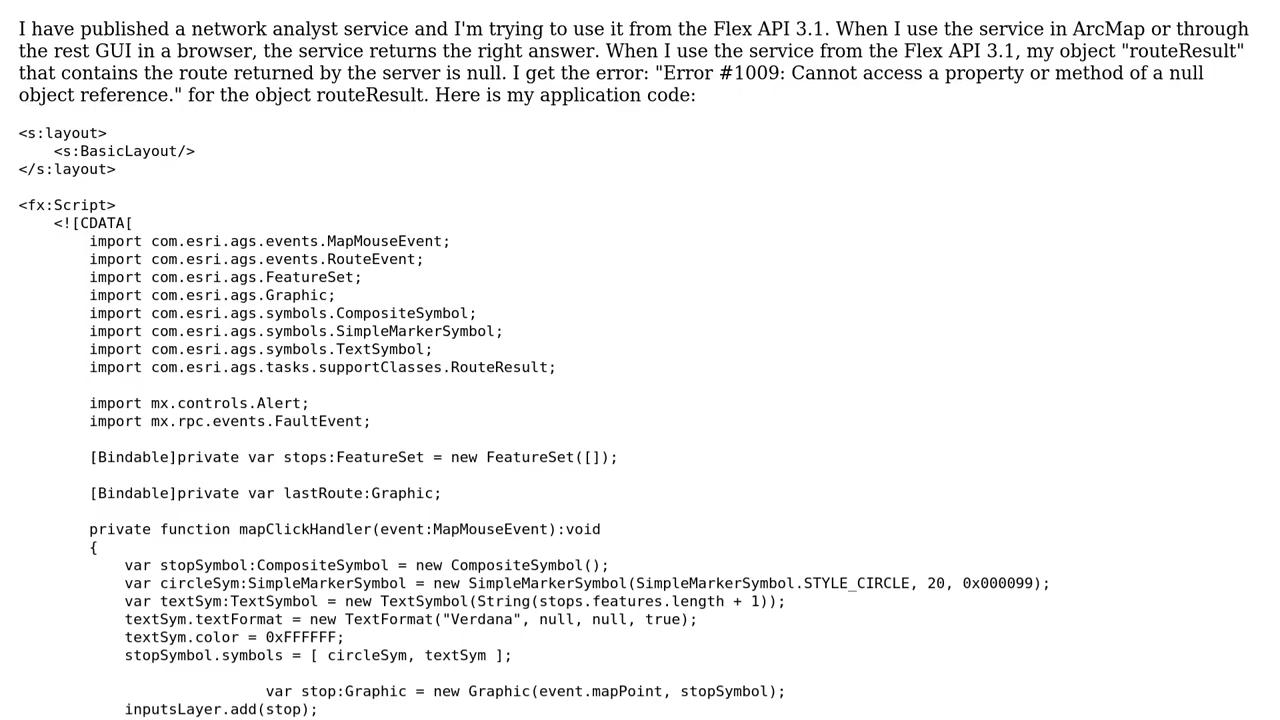 I have published a network analyst service and I'm trying to use it from the Flex API 3.1. When I use the service in ArcMap or through
the rest GUI in a browser, the service returns the right answer. When I use the service from the Flex API 3.1, my object "routeResult"
that contains the route returned by the server is null. I get the error: "Error #1009: Cannot access a property or method of a null
object reference." for the object routeResult. Here is my application code:
<s:layout>
    <s:BasicLayout/>
</s:layout>

<fx:Script>
    <![CDATA[
        import com.esri.ags.events.MapMouseEvent;
        import com.esri.ags.events.RouteEvent;
        import com.esri.ags.FeatureSet;
        import com.esri.ags.Graphic;
        import com.esri.ags.symbols.CompositeSymbol;
        import com.esri.ags.symbols.SimpleMarkerSymbol;
        import com.esri.ags.symbols.TextSymbol;
        import com.esri.ags.tasks.supportClasses.RouteResult;

        import mx.controls.Alert;
        import mx.rpc.events.FaultEvent;

        [Bindable]private var stops:FeatureSet = new FeatureSet([]);

        [Bindable]private var lastRoute:Graphic;

        private function mapClickHandler(event:MapMouseEvent):void
        {
            var stopSymbol:CompositeSymbol = new CompositeSymbol();
            var circleSym:SimpleMarkerSymbol = new SimpleMarkerSymbol(SimpleMarkerSymbol.STYLE_CIRCLE, 20, 0x000099);
            var textSym:TextSymbol = new TextSymbol(String(stops.features.length + 1));
            textSym.textFormat = new TextFormat("Verdana", null, null, true);
            textSym.color = 0xFFFFFF;
            stopSymbol.symbols = [ circleSym, textSym ];

                            var stop:Graphic = new Graphic(event.mapPoint, stopSymbol);
            inputsLayer.add(stop);